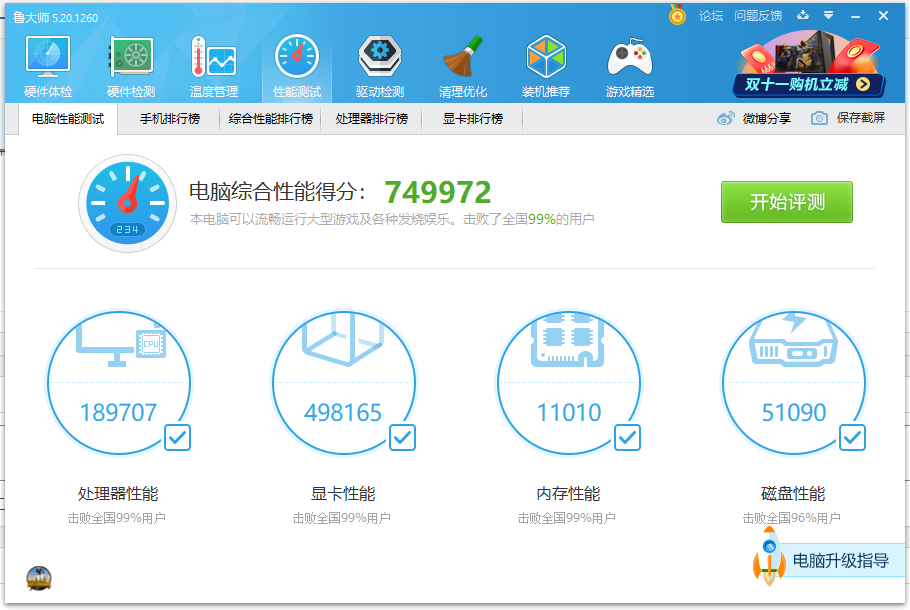 鲁大师 5.20.1260
论坛 问题反馈
硬件体检 硬件检测 温度管理 性能测试 驱动检测 清理优化 装机推荐 游戏精选
双十一购机立减
电脑性能测试 手机排行榜 综合性能排行榜 处理器排行榜 显卡排行榜 微博分享 保存截屏
电脑综合性能得分： 749972
本电脑可以流畅运行大型游戏及各种发烧娱乐。击败了全国99%的用户
开始评测
234
CPU
189707 498165 11010 51090
处理器性能 显卡性能 内存性能 磁盘性能
击败全国99%用户 击败全国99%用户 击败全国99%用户 击败全国96%用户
电脑升级指导